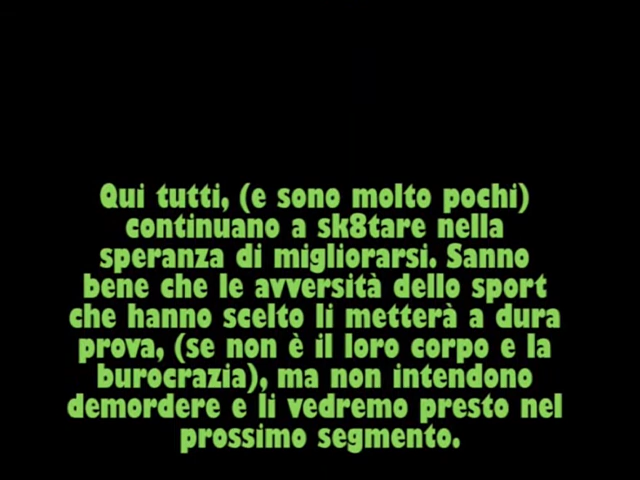 Qui tutti, (e sono molto pochi)
continuano a sk8tare nella
speranza di migliorarsi. Sanno
bene che le avversità dello sport
che hanno scelto li metterà a dura
prova, (se non è il loro corpo e la
burocrazia), ma non intendono
demordere e li vedremo presto nel
prossimo segmento.